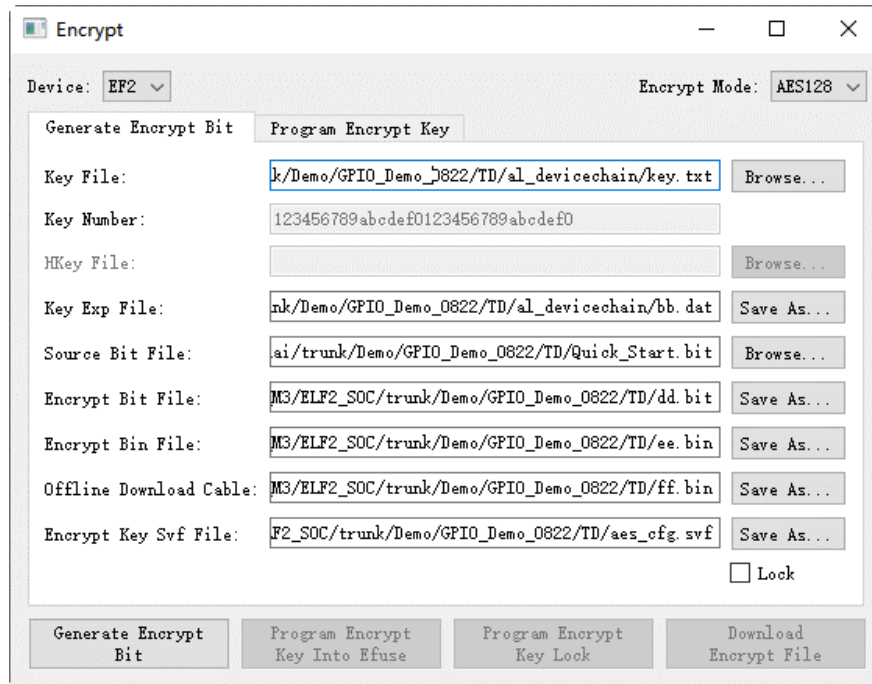 Encrypt
Device: EF2 Encrypt Mode: AES128
Generate Encrypt Bit Program Encrypt Key
Key File: k/Demo/GPIO_Demo_0822/TD/al_devicechain/key.txt Browse...
Key Number: 123456789abcdef0123456789abcdef0
HKey File: Browse...
Key Exp File: nk/Demo/GPIO_Demo_0822/TD/al_devicechain/bb.dat Save As...
Source Bit File: ai/trunk/Demo/GPIO_Demo_0822/TD/Quick_Start.bit Browse...
Encrypt Bit File: M3/ELF2_SOC/trunk/Demo/GPIO_Demo_0822/TD/dd.bit Save As...
Encrypt Bin File: M3/ELF2_SOC/trunk/Demo/GPIO_Demo_0822/TD/ee.bin Save As...
Offline Download Cable: M3/ELF2_SOC/trunk/Demo/GPIO_Demo_0822/TD/ff.bin Save As...
Encrypt Key Svf File: F2_SOC/trunk/Demo/GPIO_Demo_0822/TD/aes_cfg.svf Save As...
Lock
Generate Encrypt Program Encrypt Program Encrypt Download
Bit Key Into Efuse Key Lock Encrypt File